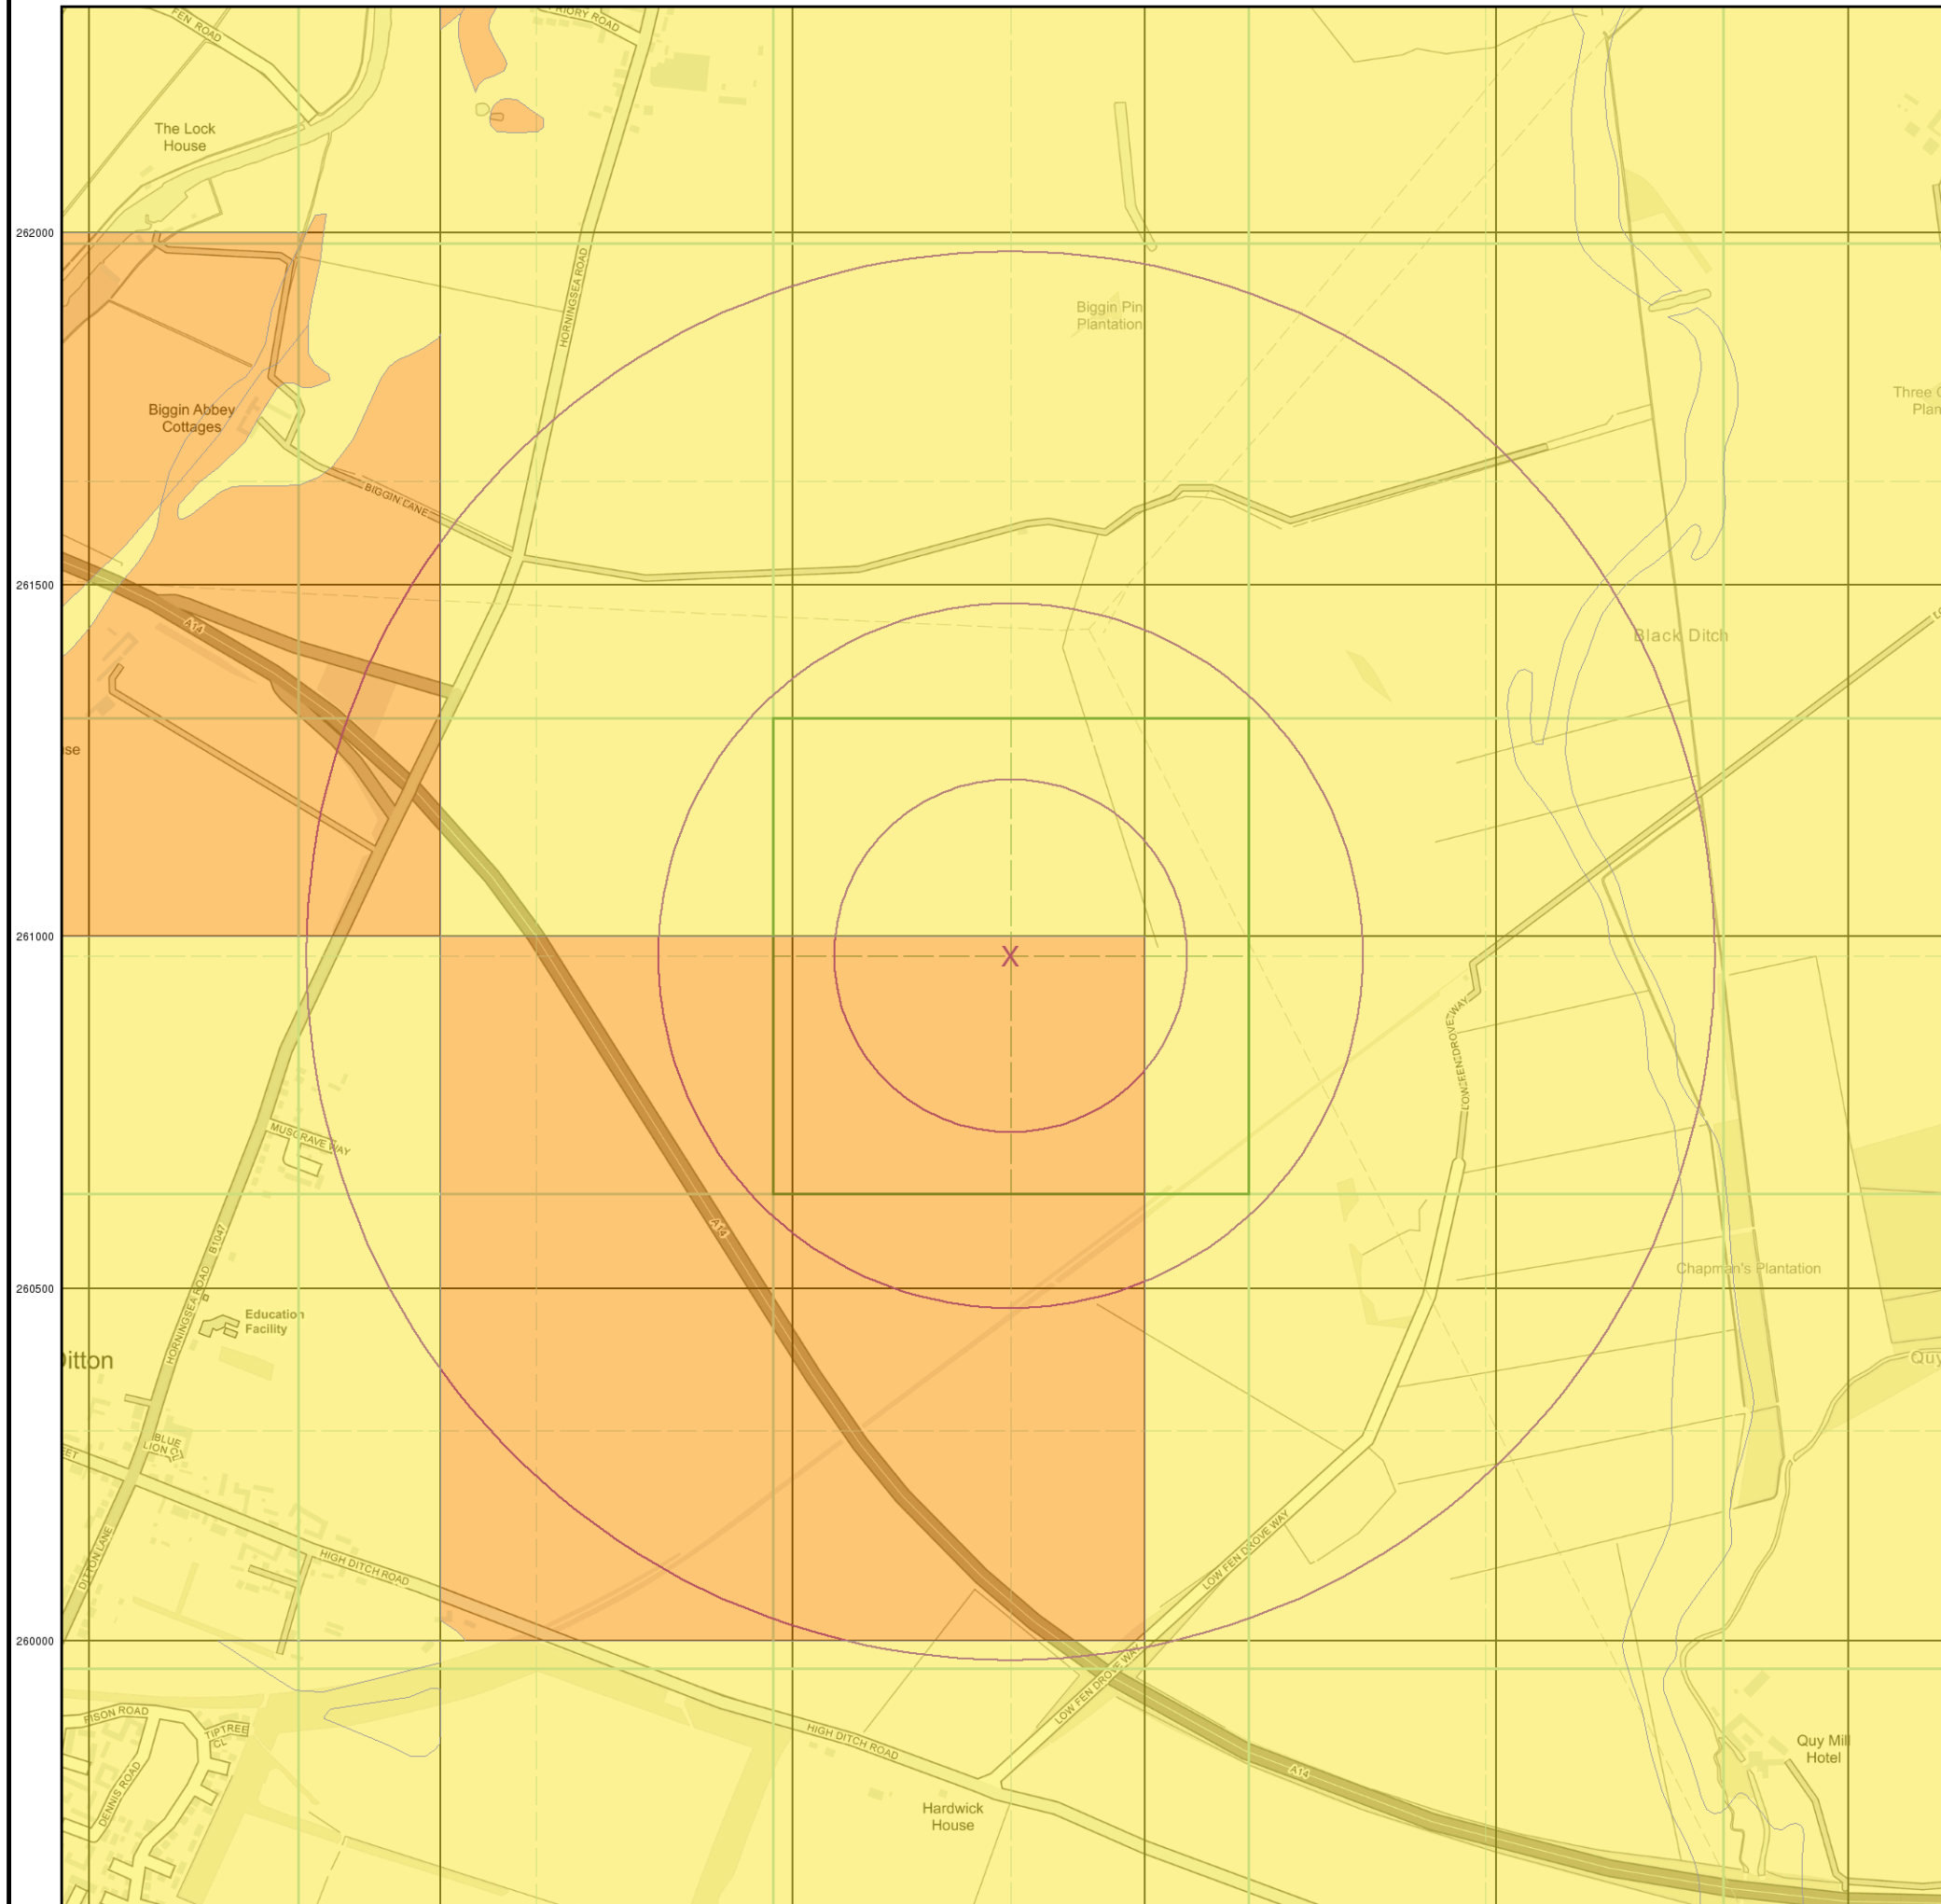 FEN ROAD
PRIORY ROAD
The Lock
House
262000
HORNINGSEA ROAD
Biggin Pin
Plantation
Three
Biggin Abbey
Cottages
BIGGIN LANE
261500
A14
Black Ditch
se
261000
X
LOW FEN DROVE WAY
MUSGRAVE WAY
A14
B1047
HORNINGSEA ROAD
260500
Chapman's Plantation
Education
Facility
Ditton
Quy
BLUE
LION CL
HIGH DITCH ROAD
DITTON LANE
LOW FEN DROVE WAY
260000
LOW FEN DROVE WAY
TIPTREE
CL
DENNIS ROAD
HIGH DITCH ROAD
Quy Mill
Hotel
A14
Hardwick
House